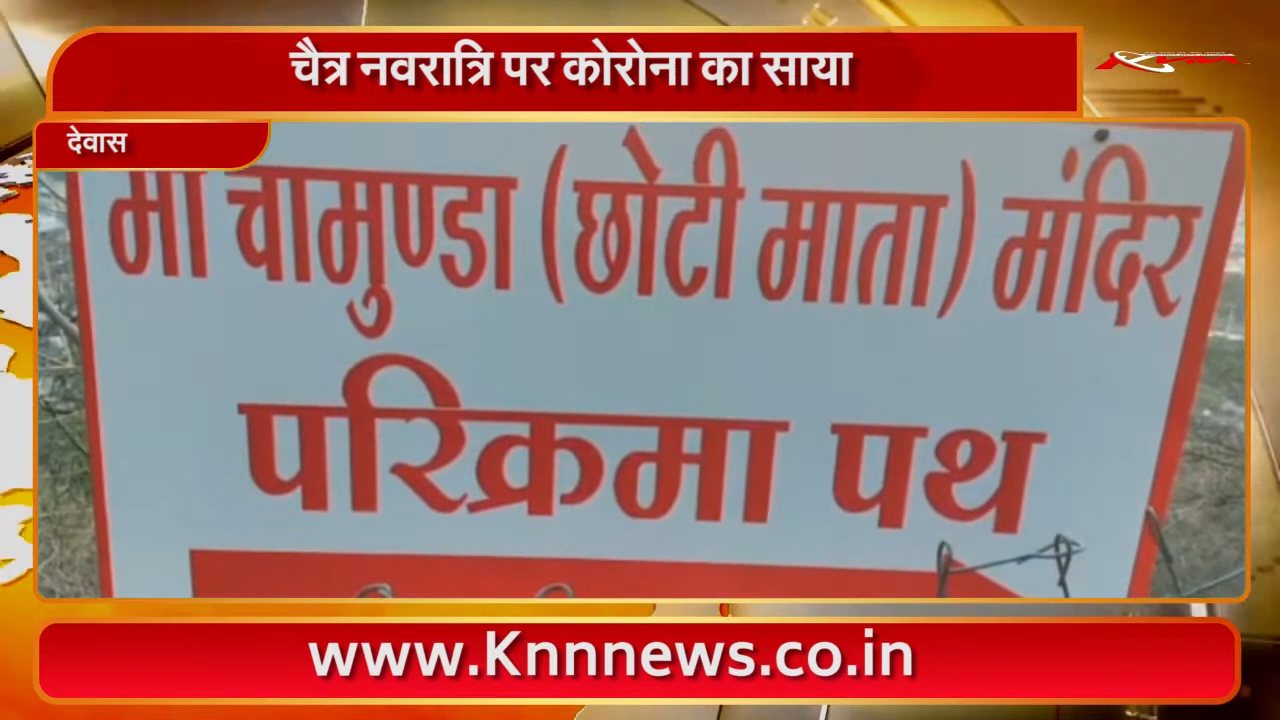 चैत्र नवरात्रि पर कोरोना का साया
देवास
माँ चामुण्डा (छोटी माता) मंदिर
परिक्रमा पथ
www.Knnnews.co.in